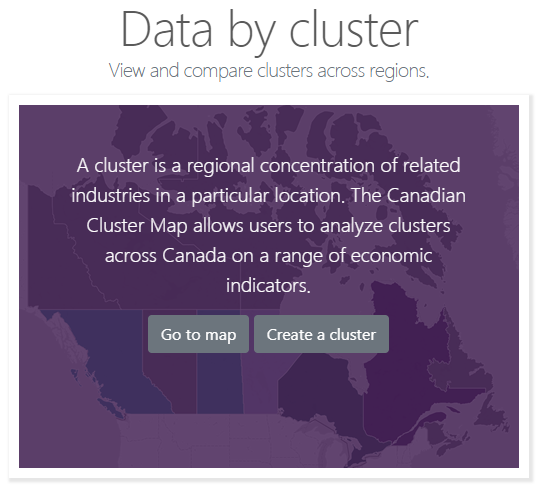 Data by cluster
View and compare clusters across regions.
A cluster is a regional concentration of related
industries in a particular location. The Canadian
Cluster Map allows users to analyze clusters
across Canada on a range of economic
indicators.
Go to map
Create a cluster